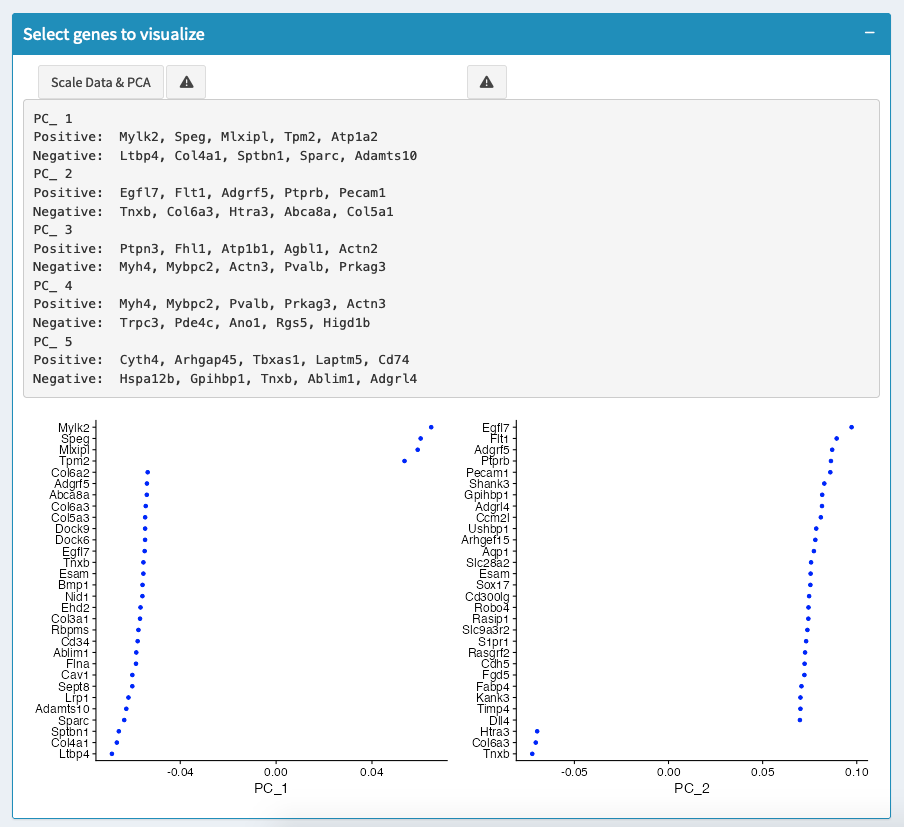 Select genes to visualize
Scale Data & PCA
PC_ 1
Positive:  Mylk2, Speg, Mlxipl, Tpm2, Atp1a2
Negative:  Ltbp4, Col4a1, Sptbn1, Sparc, Adamts10
PC_ 2
Positive:  Egfl7, Flt1, Adgrf5, Ptprb, Pecam1
Negative:  Tnxb, Col6a3, Htra3, Abca8a, Col5a1
PC_ 3
Positive:  Ptpn3, Fhl1, Atp1b1, Agbl1, Actn2
Negative:  Myh4, Mybpc2, Actn3, Pvalb, Prkag3
PC_ 4
Positive:  Myh4, Mybpc2, Pvalb, Prkag3, Actn3
Negative:  Trpc3, Pde4c, Ano1, Rgs5, Higd1b
PC_ 5
Positive:  Cyth4, Arhgap45, Tbxas1, Laptm5, Cd74
Negative:  Hspa12b, Gpihbp1, Tnxb, Ablim1, Adgrl4
Mylk2
Speg
Mlxipl
Tpm2
Col6a2
Adgrf5
Abca8a
Col6a3
Col5a3
Dock9
Dock6
Egfl7
Tnxb
Esam
Bmp1
Nid1
Ehd2
Col3a1
Rbpms
Cd34
Ablim1
Flna
Cav1
Sept8
Lrp1
Adamts10
Sparc
Sptbn1
Col4a1
Ltbp4
-0.04 0.00 0.04
PC_1
Egfl7
Flt1
Adgrf5
Ptprb
Pecam1
Shank3
Gpihbp1
Adgrl4
Ccm2l
Ushbp1
Arhgef15
Aqp1
Slc28a2
Esam
Sox17
Cd300lg
Robo4
Rasip1
Slc9a3r2
S1pr1
Rasgrf2
Cdh5
Fgd5
Fabp4
Kank3
Timp4
Dll4
Htra3
Col6a3
Tnxb
-0.05 0.00 0.05 0.10
PC_2